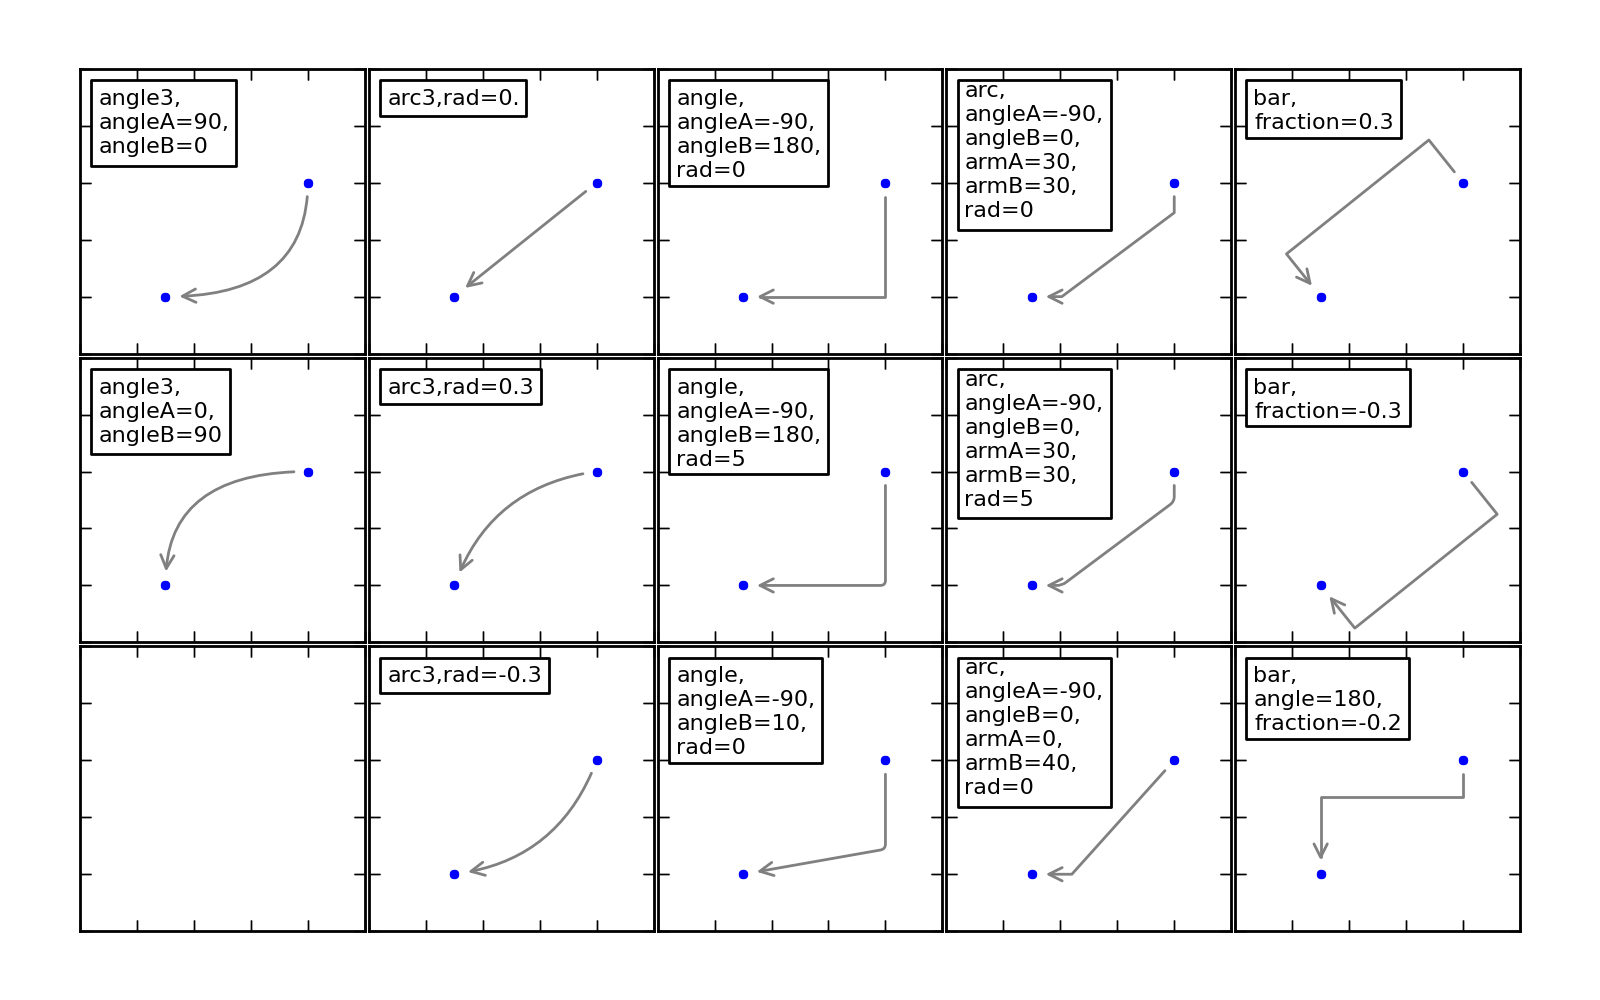 angle3,
angleA=90,
angleB=0
arc3,rad=0.
angle,
angleA=-90,
angleB=180,
rad=0
arc,
angleA=-90,
angleB=0,
armA=30,
armB=30,
rad=0
bar,
fraction=0.3
angle3,
angleA=0,
angleB=90
arc3,rad=0.3
angle,
angleA=-90,
angleB=180,
rad=5
arc,
angleA=-90,
angleB=0,
armA=30,
armB=30,
rad=5
bar,
fraction=-0.3
arc3,rad=-0.3
angle,
angleA=-90,
angleB=10,
rad=0
arc,
angleA=-90,
angleB=0,
armA=0,
armB=40,
rad=0
bar,
angle=180,
fraction=-0.2